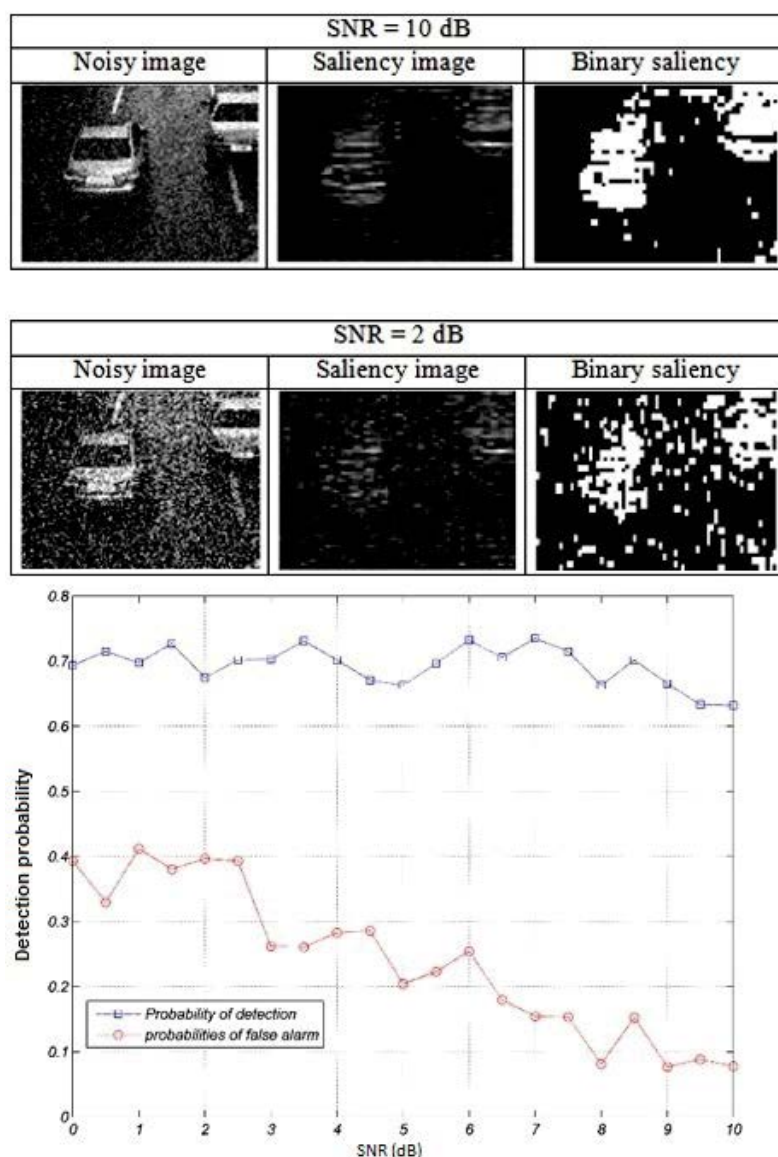 SNR = 10 dB
Noisy image Saliency image Binary saliency
SNR = 2 dB
Noisy image Saliency image Binary saliency
0.8
0.7
0.6
0.5
0.4
0.3
0.2
0.1
0
Detection probability
Probability of detection
probabilities of false alarm
0 1 2 3 4 5 6 7 8 9 10
SNR (dB)